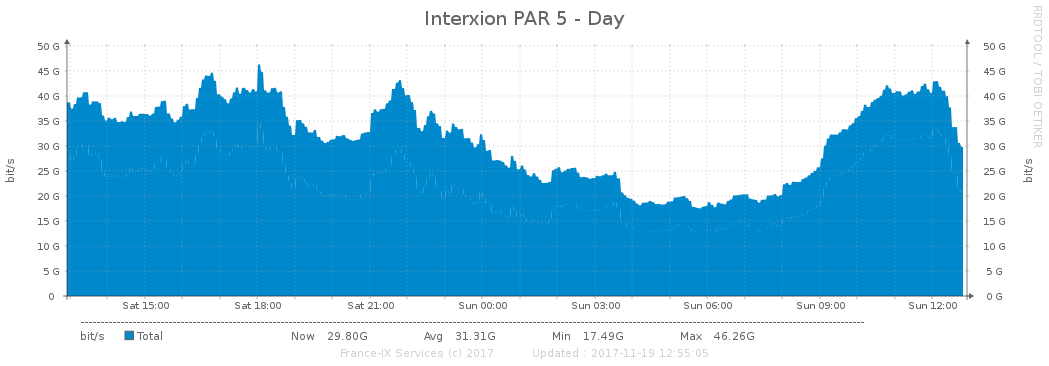 Interxion PAR 5 - Day
RRDTOOL / TOBI OETIKER
50 G 50 G
45 G 45 G
40 G 40 G
35 G 35 G
30 G 30 G
25 G 25 G
20 G 20 G
15 G 15 G
10 G 10 G
5 G 5 G
0 0 G
bit/s
bit/s
Sat 15:00 Sat 18:00 Sat 21:00 Sun 00:00 Sun 03:00 Sun 06:00 Sun 09:00 Sun 12:00
bit/s Total Now 29.80G Avg 31.31G Min 17.49G Max 46.26G
France-IX Services (c) 2017 Updated : 2017-11-19 12:55:05